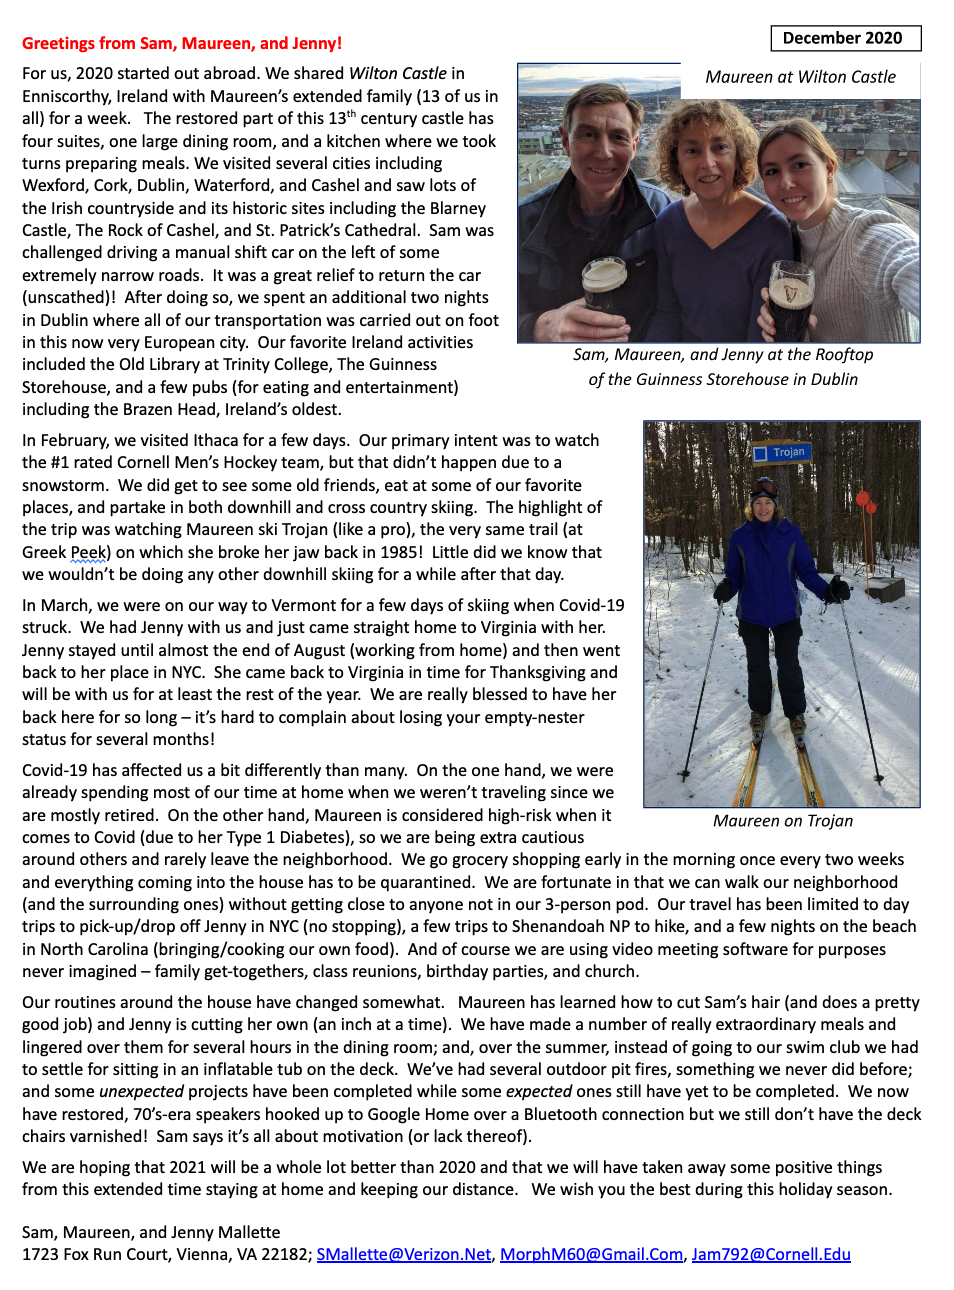 Greetings from Sam, Maureen, and Jenny!
December 2020
For us, 2020 started out abroad. We shared Wilton Castle in
Enniscorthy, Ireland with Maureen’s extended family (13 of us in
all) for a week. The restored part of this 13th century castle has
four suites, one large dining room, and a kitchen where we took
turns preparing meals. We visited several cities including
Wexford, Cork, Dublin, Waterford, and Cashel and saw lots of
the Irish countryside and its historic sites including the Blarney
Castle, The Rock of Cashel, and St. Patrick’s Cathedral. Sam was
challenged driving a manual shift car on the left of some
extremely narrow roads. It was a great relief to return the car
(unscathed)! After doing so, we spent an additional two nights
in Dublin where all of our transportation was carried out on foot
in this now very European city. Our favorite Ireland activities
included the Old Library at Trinity College, The Guinness
Storehouse, and a few pubs (for eating and entertainment)
including the Brazen Head, Ireland’s oldest.
Maureen at Wilton Castle
Sam, Maureen, and Jenny at the Rooftop
of the Guinness Storehouse in Dublin
In February, we visited Ithaca for a few days. Our primary intent was to watch
the #1 rated Cornell Men’s Hockey team, but that didn’t happen due to a
snowstorm. We did get to see some old friends, eat at some of our favorite
places, and partake in both downhill and cross country skiing. The highlight of
the trip was watching Maureen ski Trojan (like a pro), the very same trail (at
Greek Peek) on which she broke her jaw back in 1985! Little did we know that
we wouldn’t be doing any other downhill skiing for a while after that day.
Trojan
In March, we were on our way to Vermont for a few days of skiing when Covid-19
struck. We had Jenny with us and just came straight home to Virginia with her.
Jenny stayed until almost the end of August (working from home) and then went
back to her place in NYC. She came back to Virginia in time for Thanksgiving and
will be with us for at least the rest of the year. We are really blessed to have her
back here for so long – it’s hard to complain about losing your empty-nester
status for several months!
Maureen on Trojan
Covid-19 has affected us a bit differently than many. On the one hand, we were
already spending most of our time at home when we weren’t traveling since we
are mostly retired. On the other hand, Maureen is considered high-risk when it
comes to Covid (due to her Type 1 Diabetes), so we are being extra cautious
around others and rarely leave the neighborhood. We go grocery shopping early in the morning once every two weeks
and everything coming into the house has to be quarantined. We are fortunate in that we can walk our neighborhood
(and the surrounding ones) without getting close to anyone not in our 3-person pod. Our travel has been limited to day
trips to pick-up/drop off Jenny in NYC (no stopping), a few trips to Shenandoah NP to hike, and a few nights on the beach
in North Carolina (bringing/cooking our own food). And of course we are using video meeting software for purposes
never imagined – family get-togethers, class reunions, birthday parties, and church.
Our routines around the house have changed somewhat. Maureen has learned how to cut Sam’s hair (and does a pretty
good job) and Jenny is cutting her own (an inch at a time). We have made a number of really extraordinary meals and
lingered over them for several hours in the dining room; and, over the summer, instead of going to our swim club we had
to settle for sitting in an inflatable tub on the deck. We’ve had several outdoor pit fires, something we never did before;
and some unexpected projects have been completed while some expected ones still have yet to be completed. We now
have restored, 70’s-era speakers hooked up to Google Home over a Bluetooth connection but we still don’t have the deck
chairs varnished! Sam says it’s all about motivation (or lack thereof).
We are hoping that 2021 will be a whole lot better than 2020 and that we will have taken away some positive things
from this extended time staying at home and keeping our distance. We wish you the best during this holiday season.
Sam, Maureen, and Jenny Mallette
1723 Fox Run Court, Vienna, VA 22182; SMallette@Verizon.Net, MorphM60@Gmail.Com, Jam792@Cornell.Edu